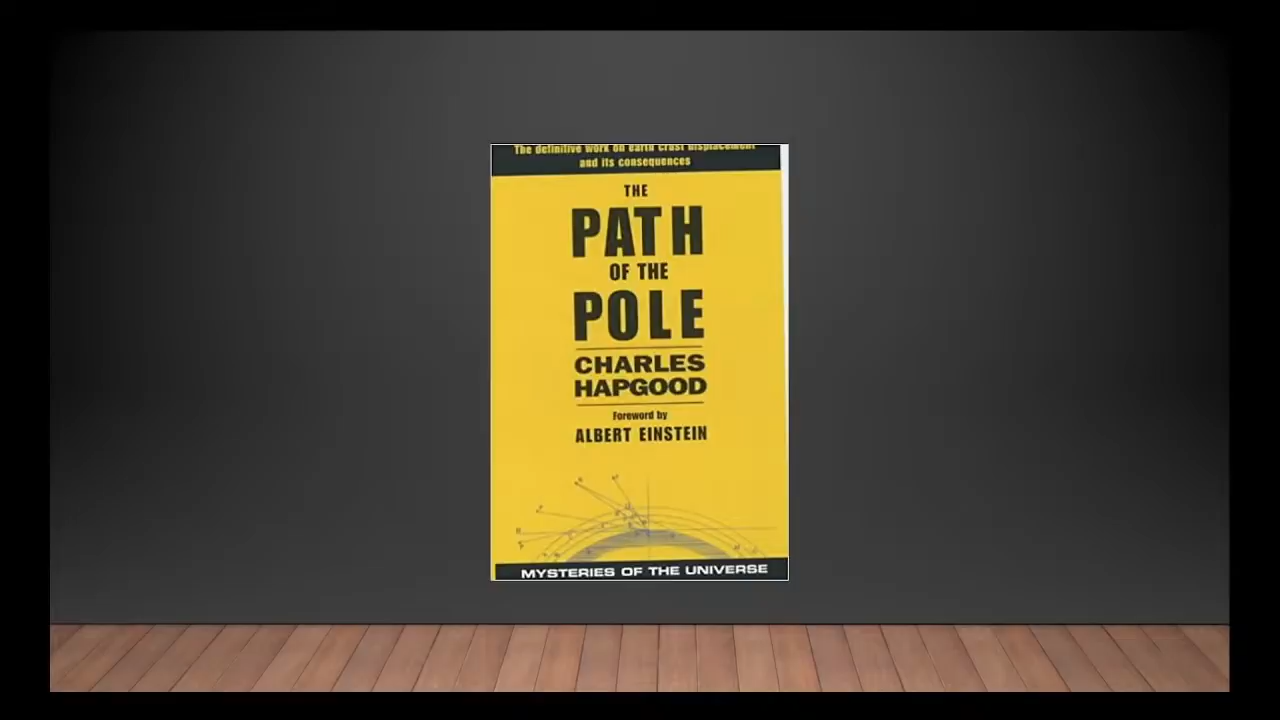 The definitive work on earth crust displacement
and its consequences
THE
PATH
OF THE
POLE
CHARLES
HAPGOOD
Foreword by
ALBERT EINSTEIN
MYSTERIES OF THE UNIVERSE